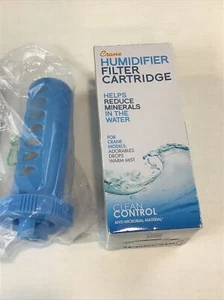 Crane
HUMIDIFIER
FILTER
CARTRIDGE
HELPS
REDUCE
MINERALS
IN THE
WATER
FOR
CRANE
MODELS:
ADORABLES
DROPS
WARM MIST
CLEAN
CONTROL
ANTI-MICROBIAL MATERIAL*